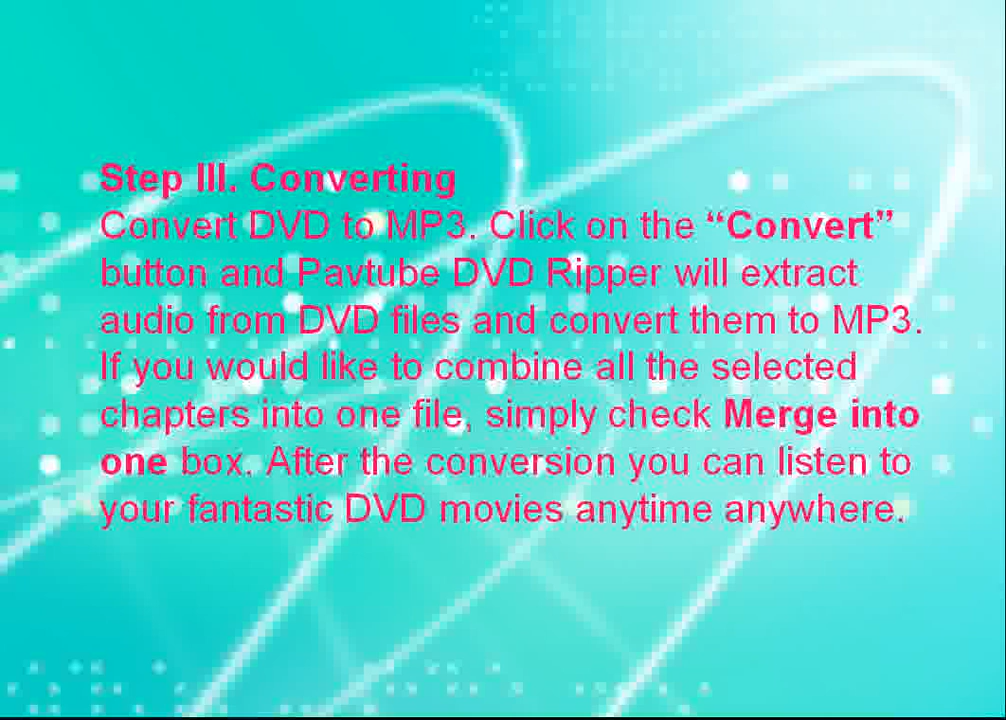 Step III. Converting
Convert DVD to MP3. Click on the “Convert”
button and Pavtube DVD Ripper will extract
audio from DVD files and convert them to MP3.
If you would like to combine all the selected
chapters into one file, simply check Merge into
one box. After the conversion you can listen to
your fantastic DVD movies anytime anywhere.